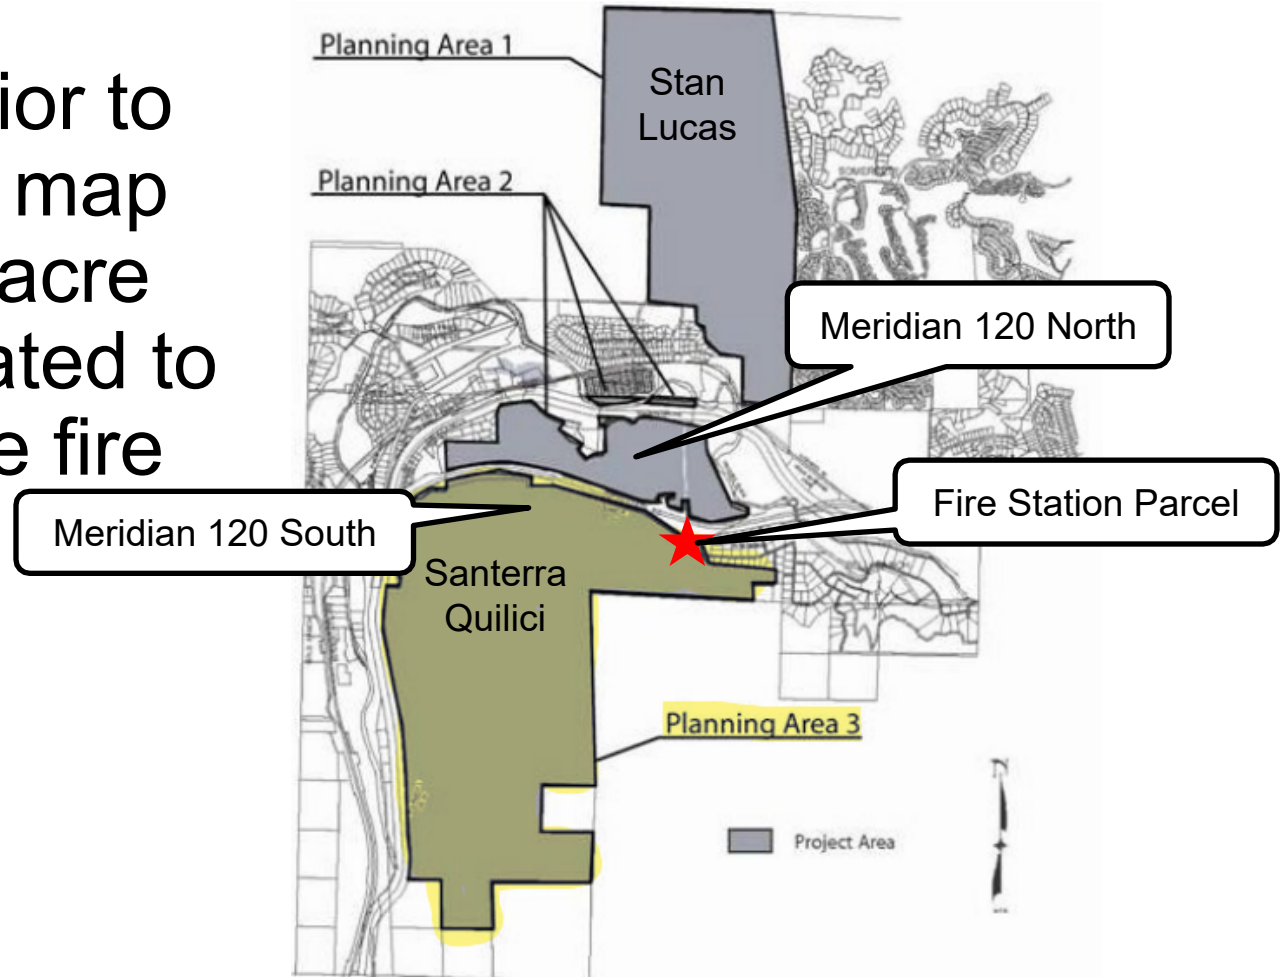 ior to
map
acre
ated to
e fire
Planning Area 1
Stan
Lucas
Planning Area 2
Meridian 120 North
Fire Station Parcel
Meridian 120 South
Santerra
Quilici
Planning Area 3
Project Area